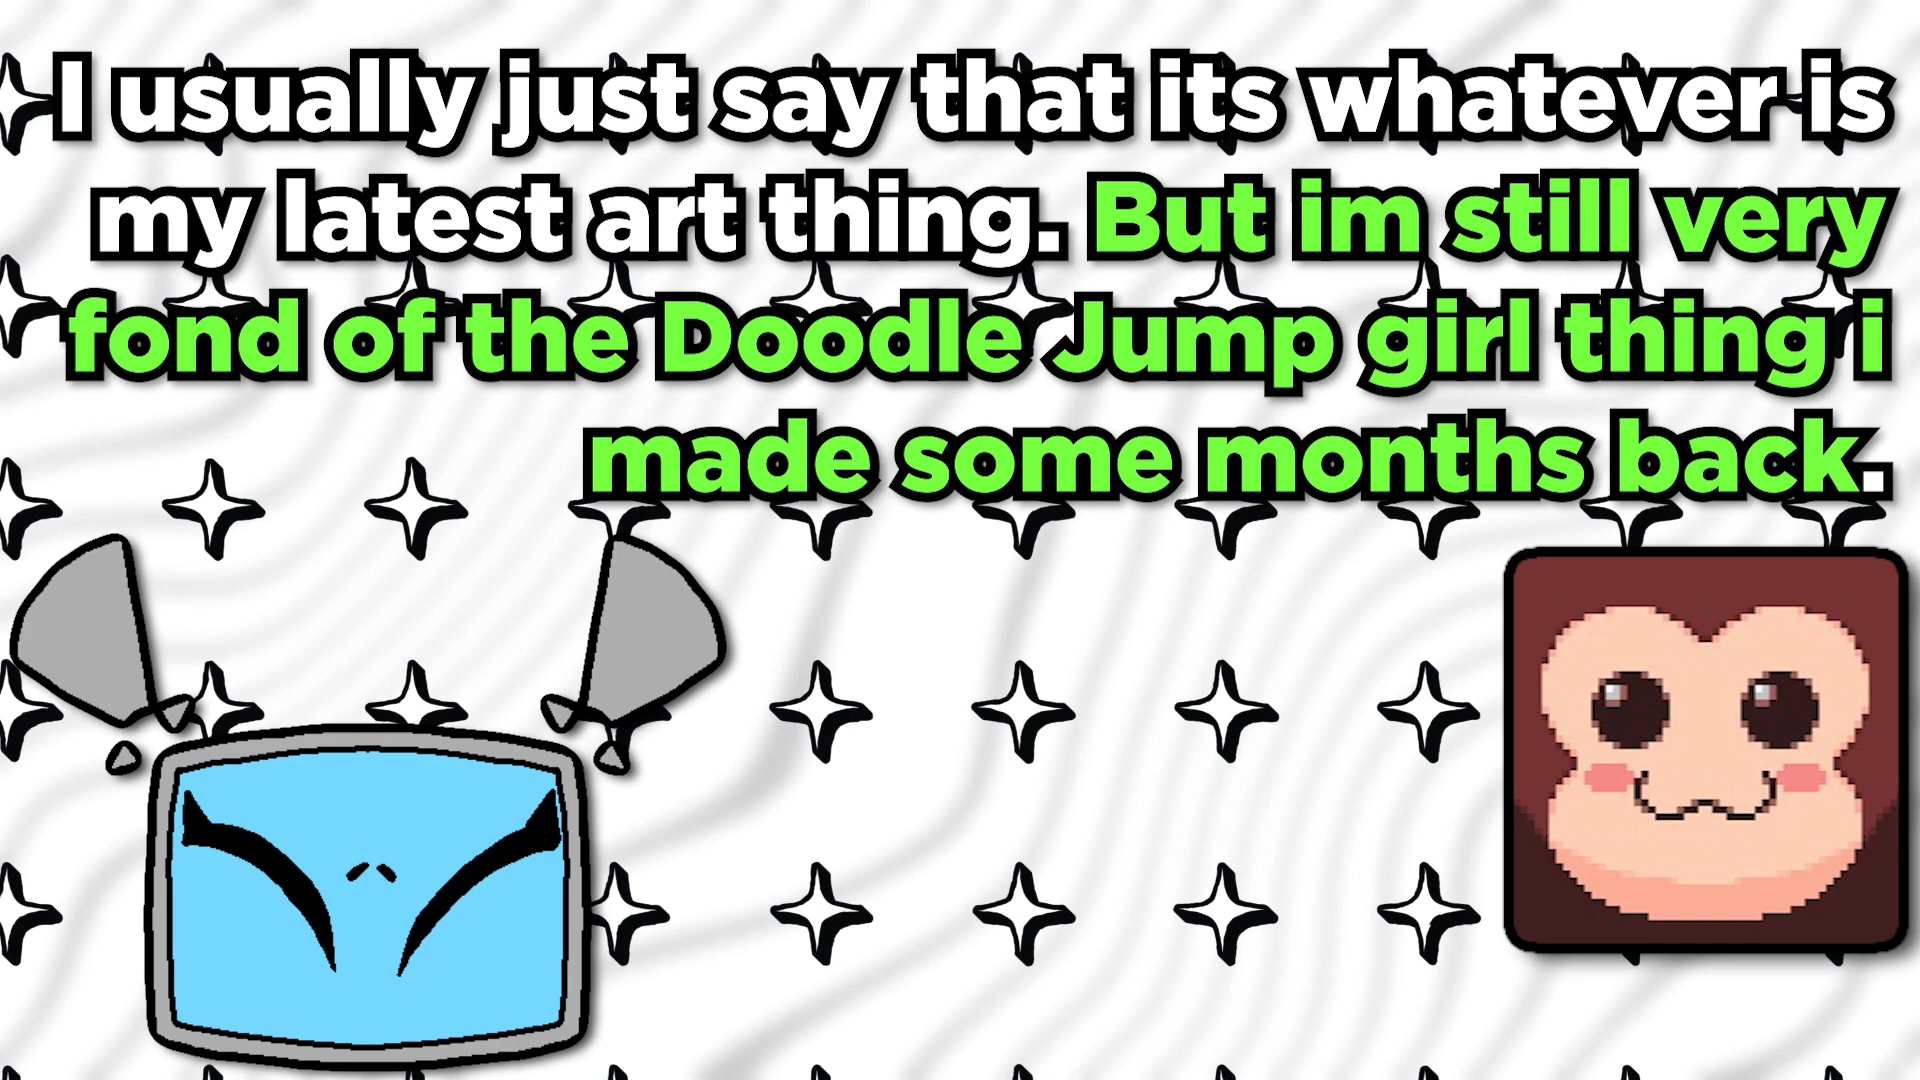 I usually just say that its whatever is
my latest art thing. But im still very
fond of the Doodle Jump girl thing i
made some months back.